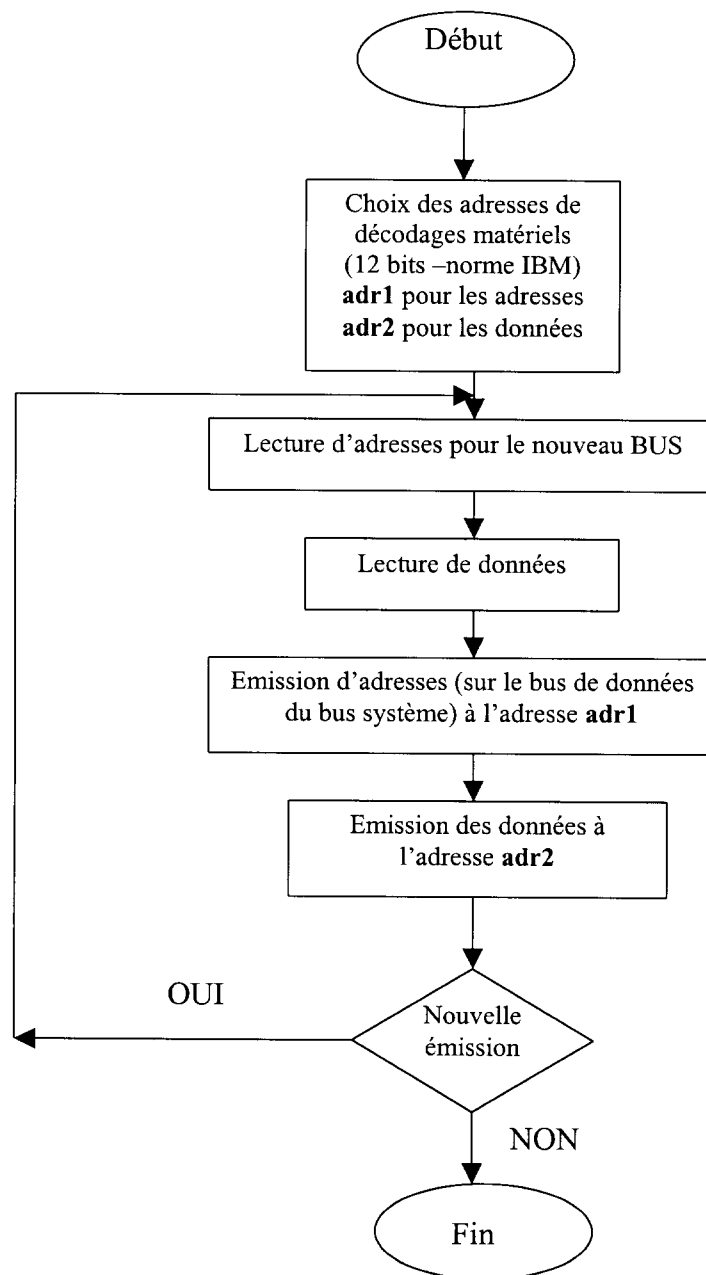 Début
Choix des adresses de
décodages matériels
(12 bits –norme IBM)
adr1 pour les adresses
adr2 pour les données
Lecture d'adresses pour le nouveau BUS
Lecture de données
Emission d'adresses (sur le bus de données
du bus système) à l'adresse adr1
Emission des données à
l'adresse adr2
OUI
Nouvelle
émission
NON
Fin